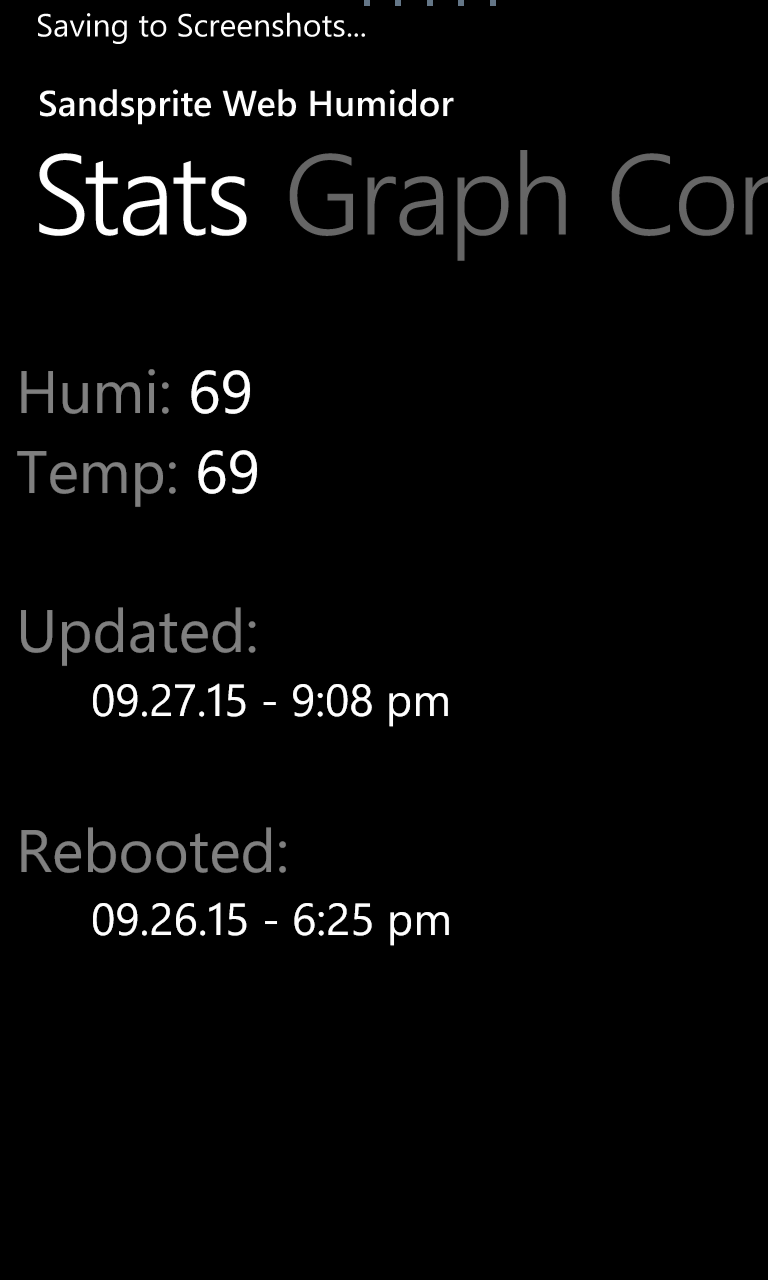 Saving to Screenshots...
Sandsprite Web Humidor
Stats Graph Con
Humi: 69
Temp: 69
Updated:
09.27.15 - 9:08 pm
Rebooted:
09.26.15 - 6:25 pm